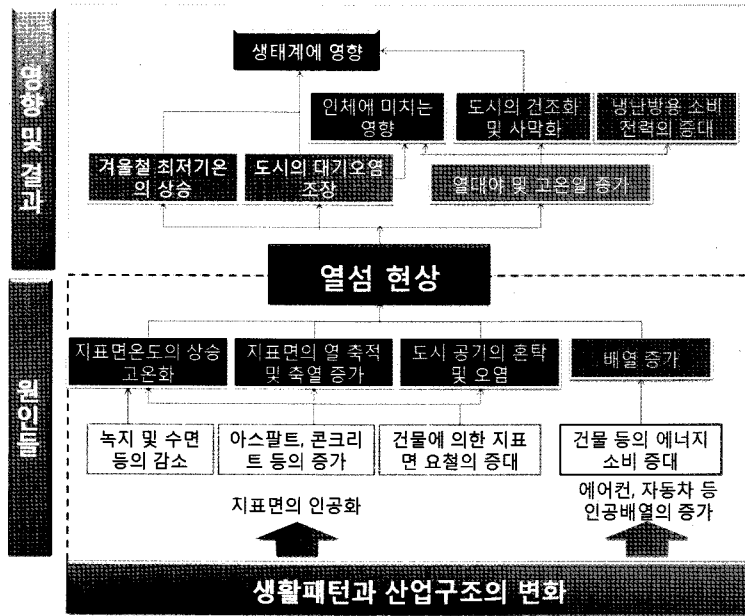 영향 및 결과
생태계에 영향
인체에 미치는
영향
도시의 건조화
및 사막화
냉난방용 소비
전력의 증대
겨울철 최저기온
의 상승
도시의 대기오염
조장
열대야 및 고온일 증가
열섬 현상
원인들
지표면온도의 상승
고온화
지표면의 열 축적
및 축열 증가
도시 공기의 혼탁
및 오염
배열 증가
녹지 및 수면
등의 감소
아스팔트, 콘크리
트 등의 증가
건물에 의한 지표
면 요철의 증대
건물 등의 에너지
소비 증대
지표면의 인공화
에어컨, 자동차 등
인공배열의 증가
생활패턴과 산업구조의 변화